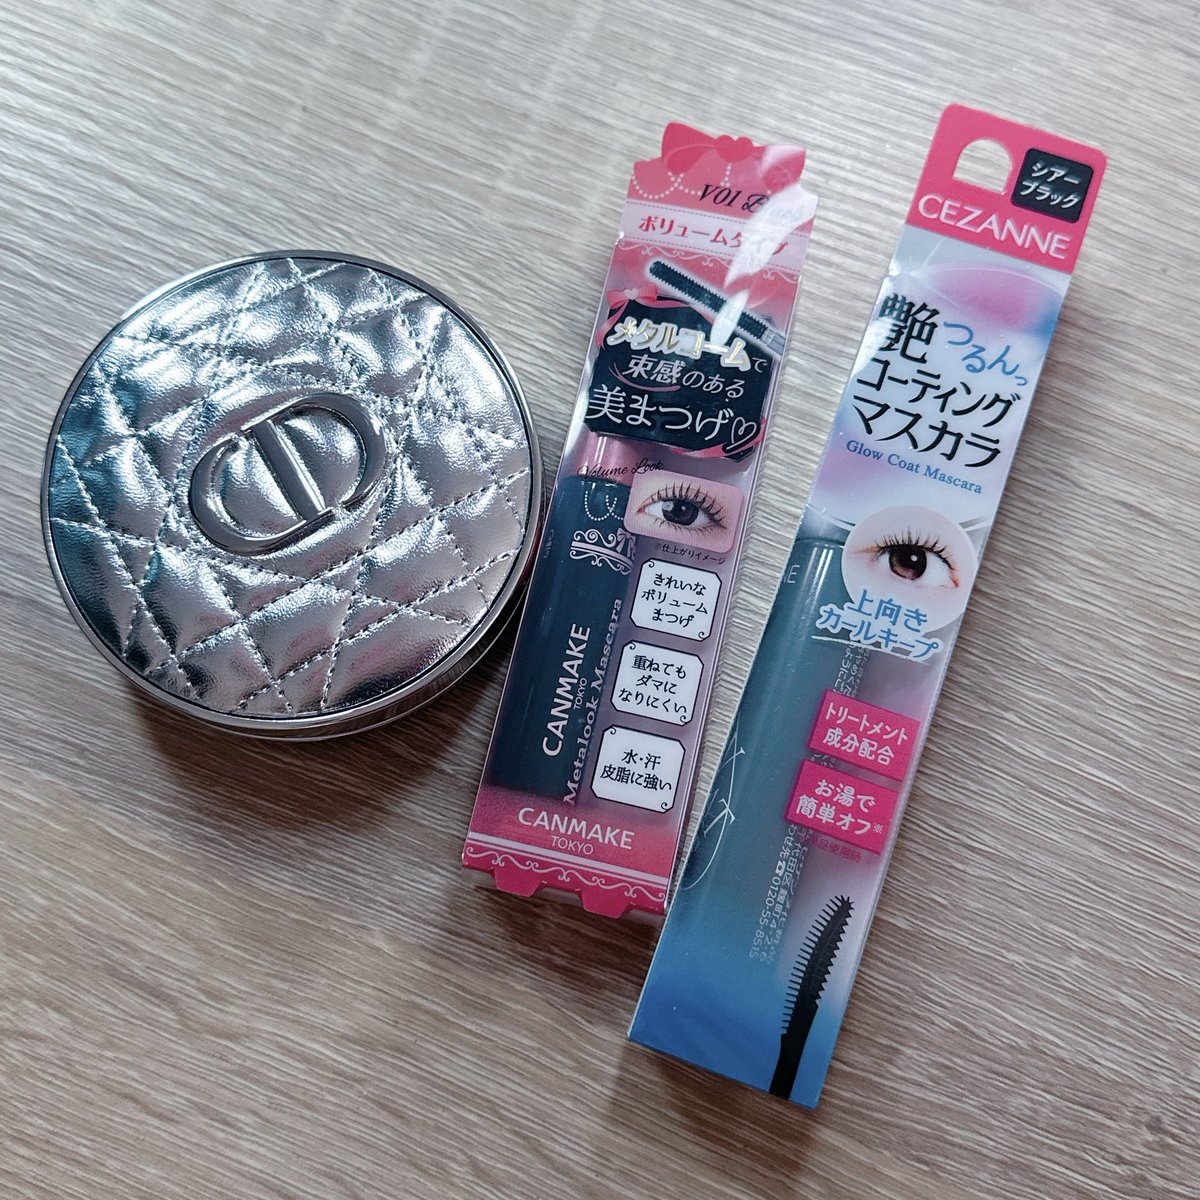 CD
V01
ボリュームタイプ
メタルコームで
束感のある
美まつげ♡
Volume Look
※仕上がりイメージ
きれいな
ボリューム
まつげ
重ねても
ダマに
なりにくい
水・汗
皮脂に強い
CANMAKE
TOKYO
Metalook Mascara
CANMAKE
TOKYO
シアー
ブラック
CEZANNE
艶つるんっ
コーティング
マスカラ
Glow Coat Mascara
上向き
カールキープ
トリートメント
成分配合
お湯で
簡単オフ※
0120-55-8515